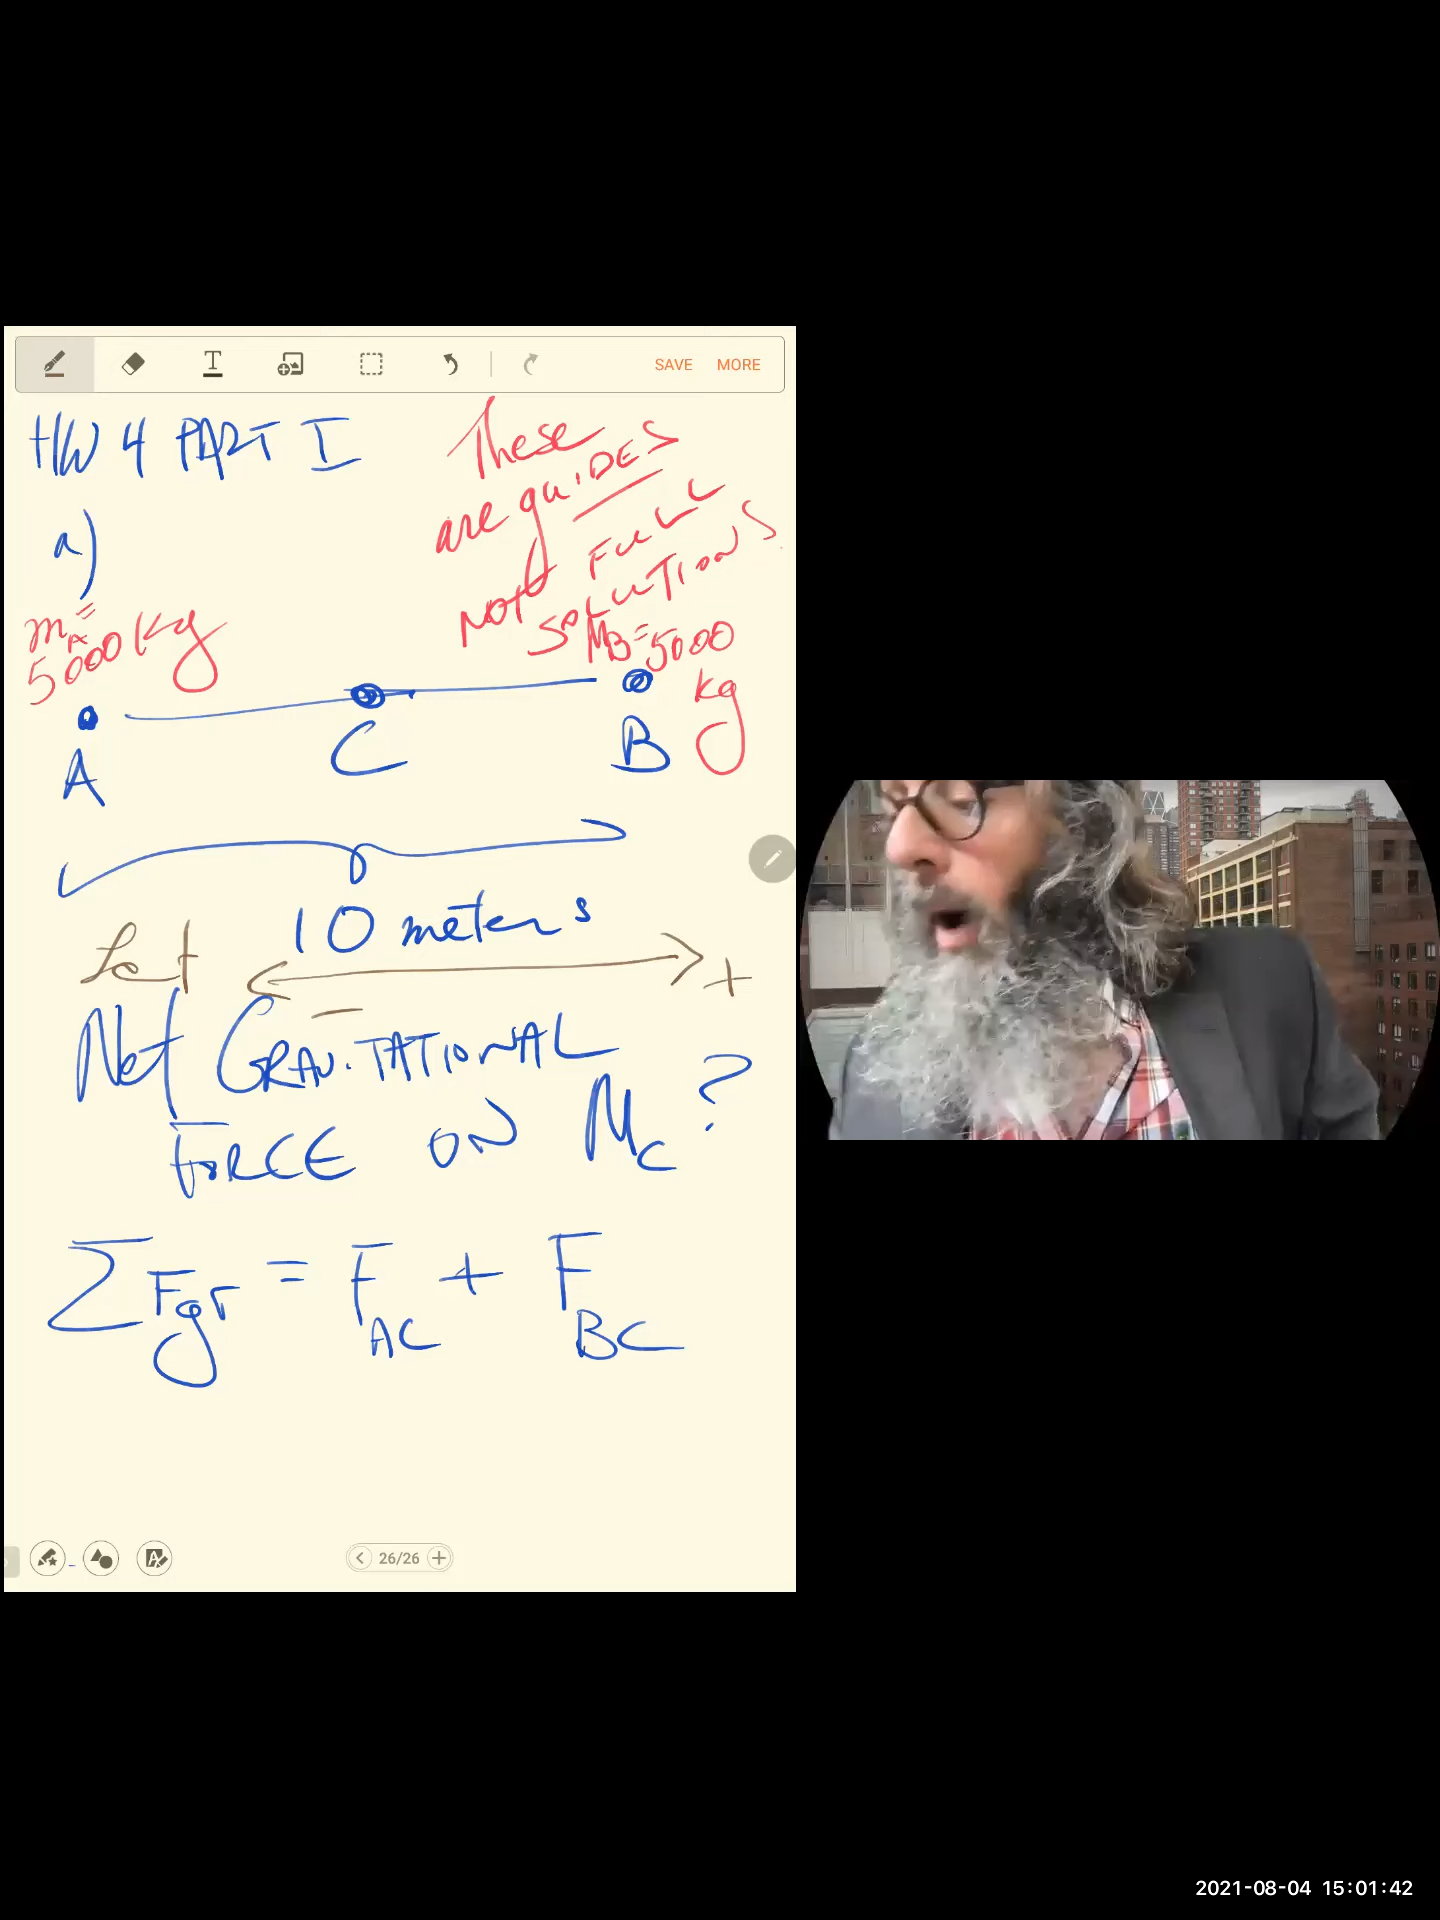 SAVE MORE
HW 4 PART I
These
are guIDES
Not FULL
SOLUTIONS
a)
mA=
5000 kg
MB=5000
kg
A C B
10 meters
Let
- +
Net GRAVITATIONAL
FORCE ON Mc ?
ΣFgr = FAC + FBC
26/26
2021-08-04 15:01:42